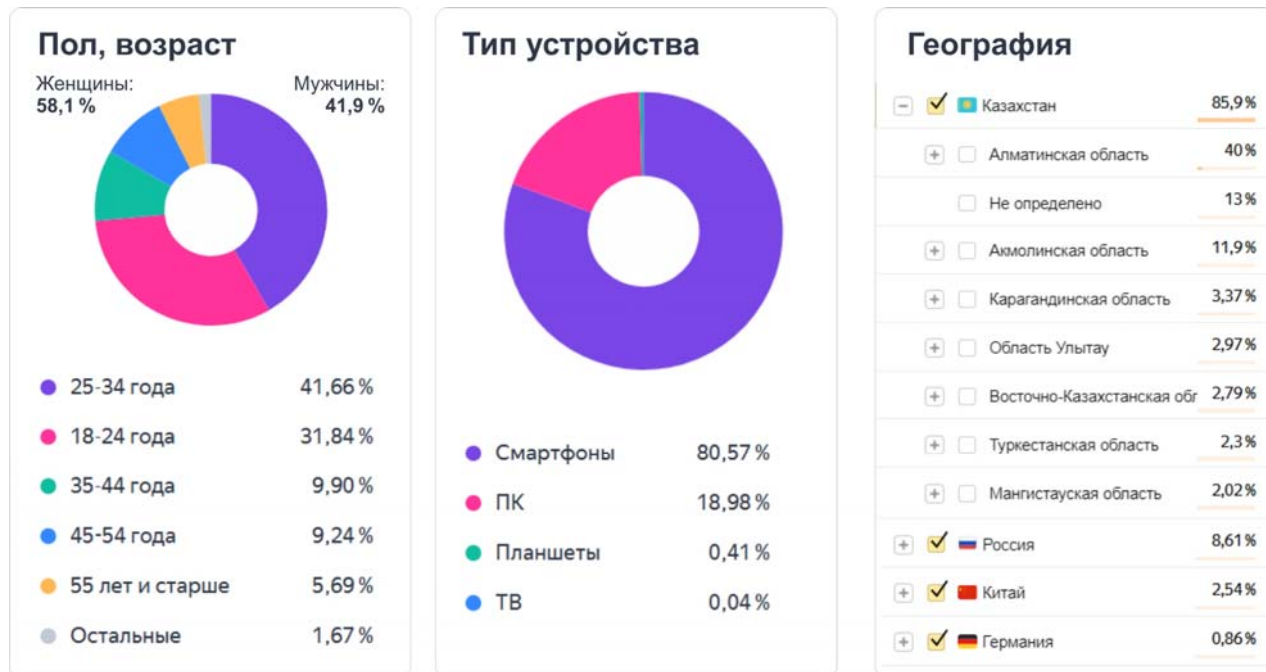 Пол, возраст
Женщины:
58,1 %
Мужчины:
41,9 %
25-34 года 41,66 %
18-24 года 31,84 %
35-44 года 9,90 %
45-54 года 9,24 %
55 лет и старше 5,69 %
Остальные 1,67 %
Тип устройства
Смартфоны 80,57 %
ПК 18,98 %
Планшеты 0,41 %
ТВ 0,04 %
География
Казахстан 85,9 %
Алматинская область 40 %
Не определено 13 %
Акмолинская область 11,9 %
Карагандинская область 3,37 %
Область Улытау 2,97 %
Восточно-Казахстанская обл 2,79 %
Туркестанская область 2,3 %
Мангистауская область 2,02 %
Россия 8,61 %
Китай 2,54 %
Германия 0,86 %